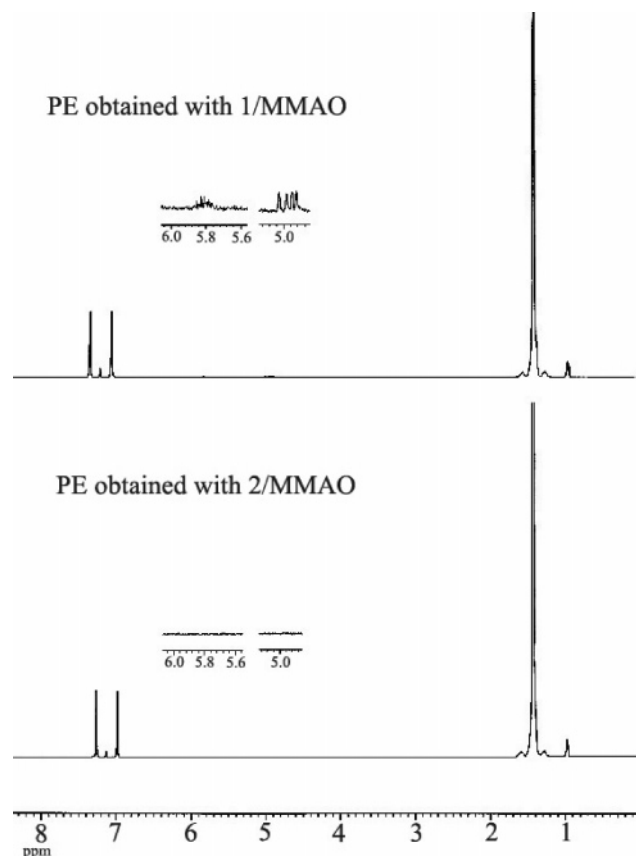 PE obtained with 1/MMAO
6.0 5.8 5.6 5.0
PE obtained with 2/MMAO
6.0 5.8 5.6 5.0
8 7 6 5 4 3 2 1
ppm